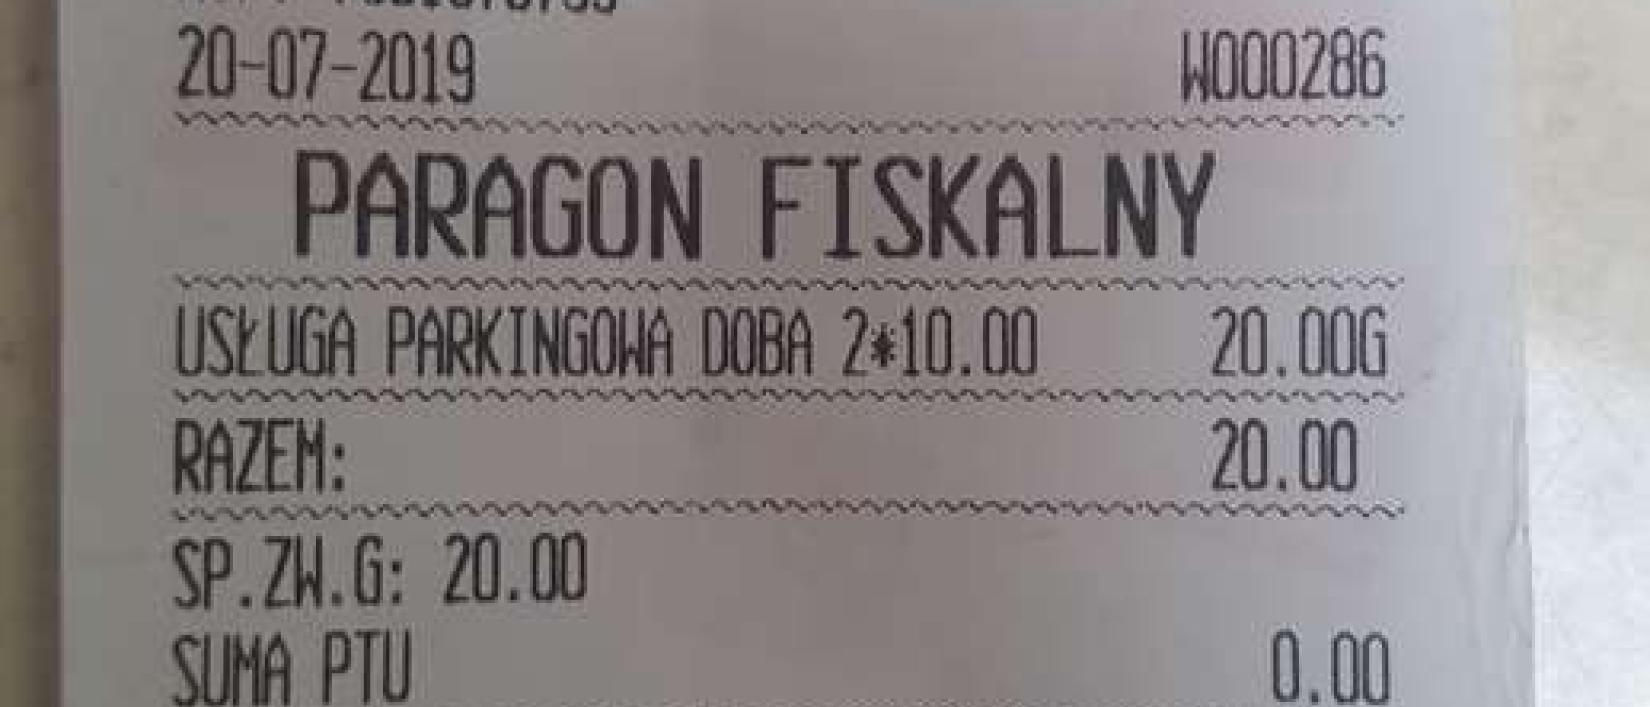 20-07-2019 W000286
PARAGON FISKALNY
USŁUGA PARKINGOWA DOBA 2*10.00 20.00G
RAZEM: 20.00
SP.ZW.G: 20.00
SUMA PTU 0.00